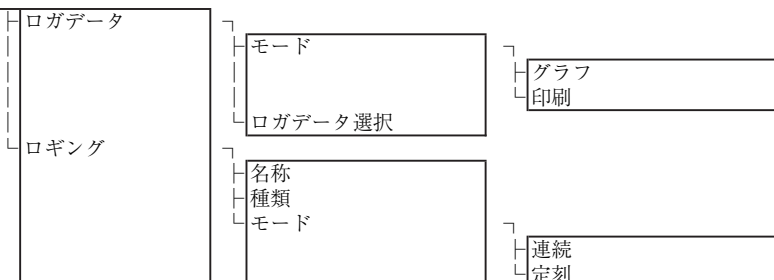 ロガデータ
モード
グラフ
印刷
ロガデータ選択
ロギング
名称
種類
モード
連続
定刻